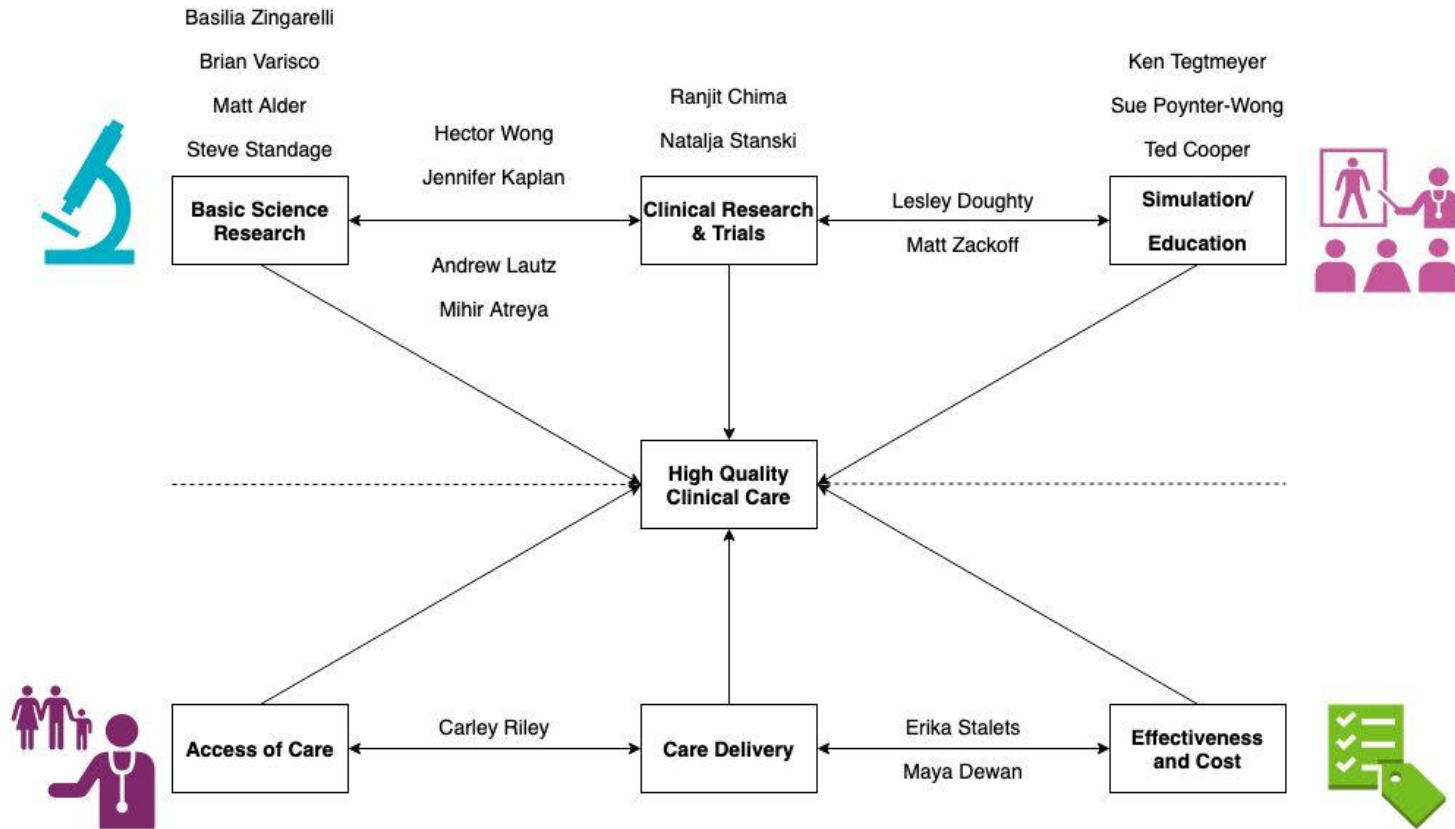 Basilia Zingarelli
Brian Varisco
Matt Alder
Steve Standage
Basic Science
Research
Hector Wong
Jennifer Kaplan
Andrew Lautz
Mihir Atreya
Ranjit Chima
Natalja Stanski
Clinical Research
& Trials
Lesley Doughty
Matt Zackoff
Ken Tegtmeyer
Sue Poynter-Wong
Ted Cooper
Simulation/
Education
High Quality
Clinical Care
Access of Care
Carley Riley
Care Delivery
Erika Stalets
Maya Dewan
Effectiveness
and Cost